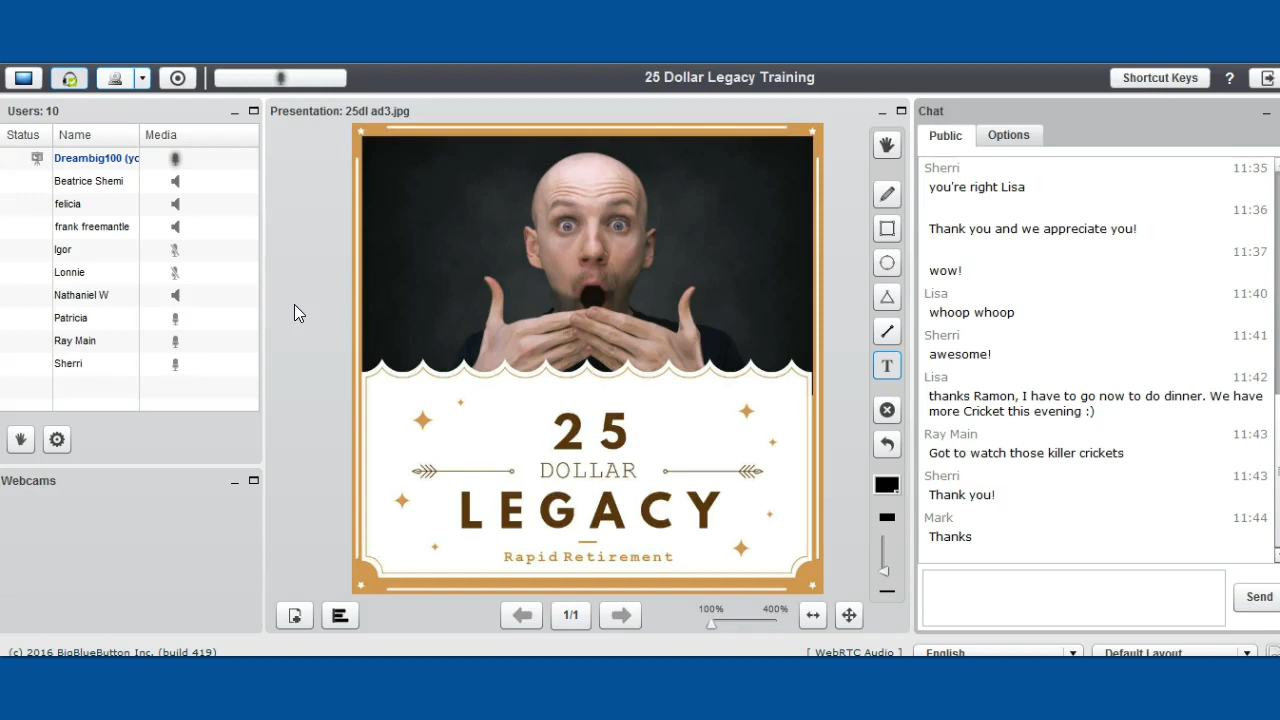 25 Dollar Legacy Training
Shortcut Keys
?
Users: 10
Status Name Media
Dreambig100 (yo
Beatrice Shemi
felicia
frank freemantle
Igor
Lonnie
Nathaniel W
Patricia
Ray Main
Sherri
Webcams
Presentation: 25dl ad3.jpg
25
DOLLAR
LEGACY
Rapid Retirement
T
1/1
100% 400%
Chat
Public Options
Sherri 11:35
you're right Lisa
11:36
Thank you and we appreciate you!
11:37
wow!
Lisa 11:40
whoop whoop
Sherri 11:41
awesome!
Lisa 11:42
thanks Ramon, I have to go now to do dinner. We have
more Cricket this evening :)
Ray Main 11:43
Got to watch those killer crickets
Sherri 11:43
Thank you!
Mark 11:44
Thanks
Send
(c) 2016 BigBlueButton Inc. (build 419)
[ WebRTC Audio ]
English
Default Layout